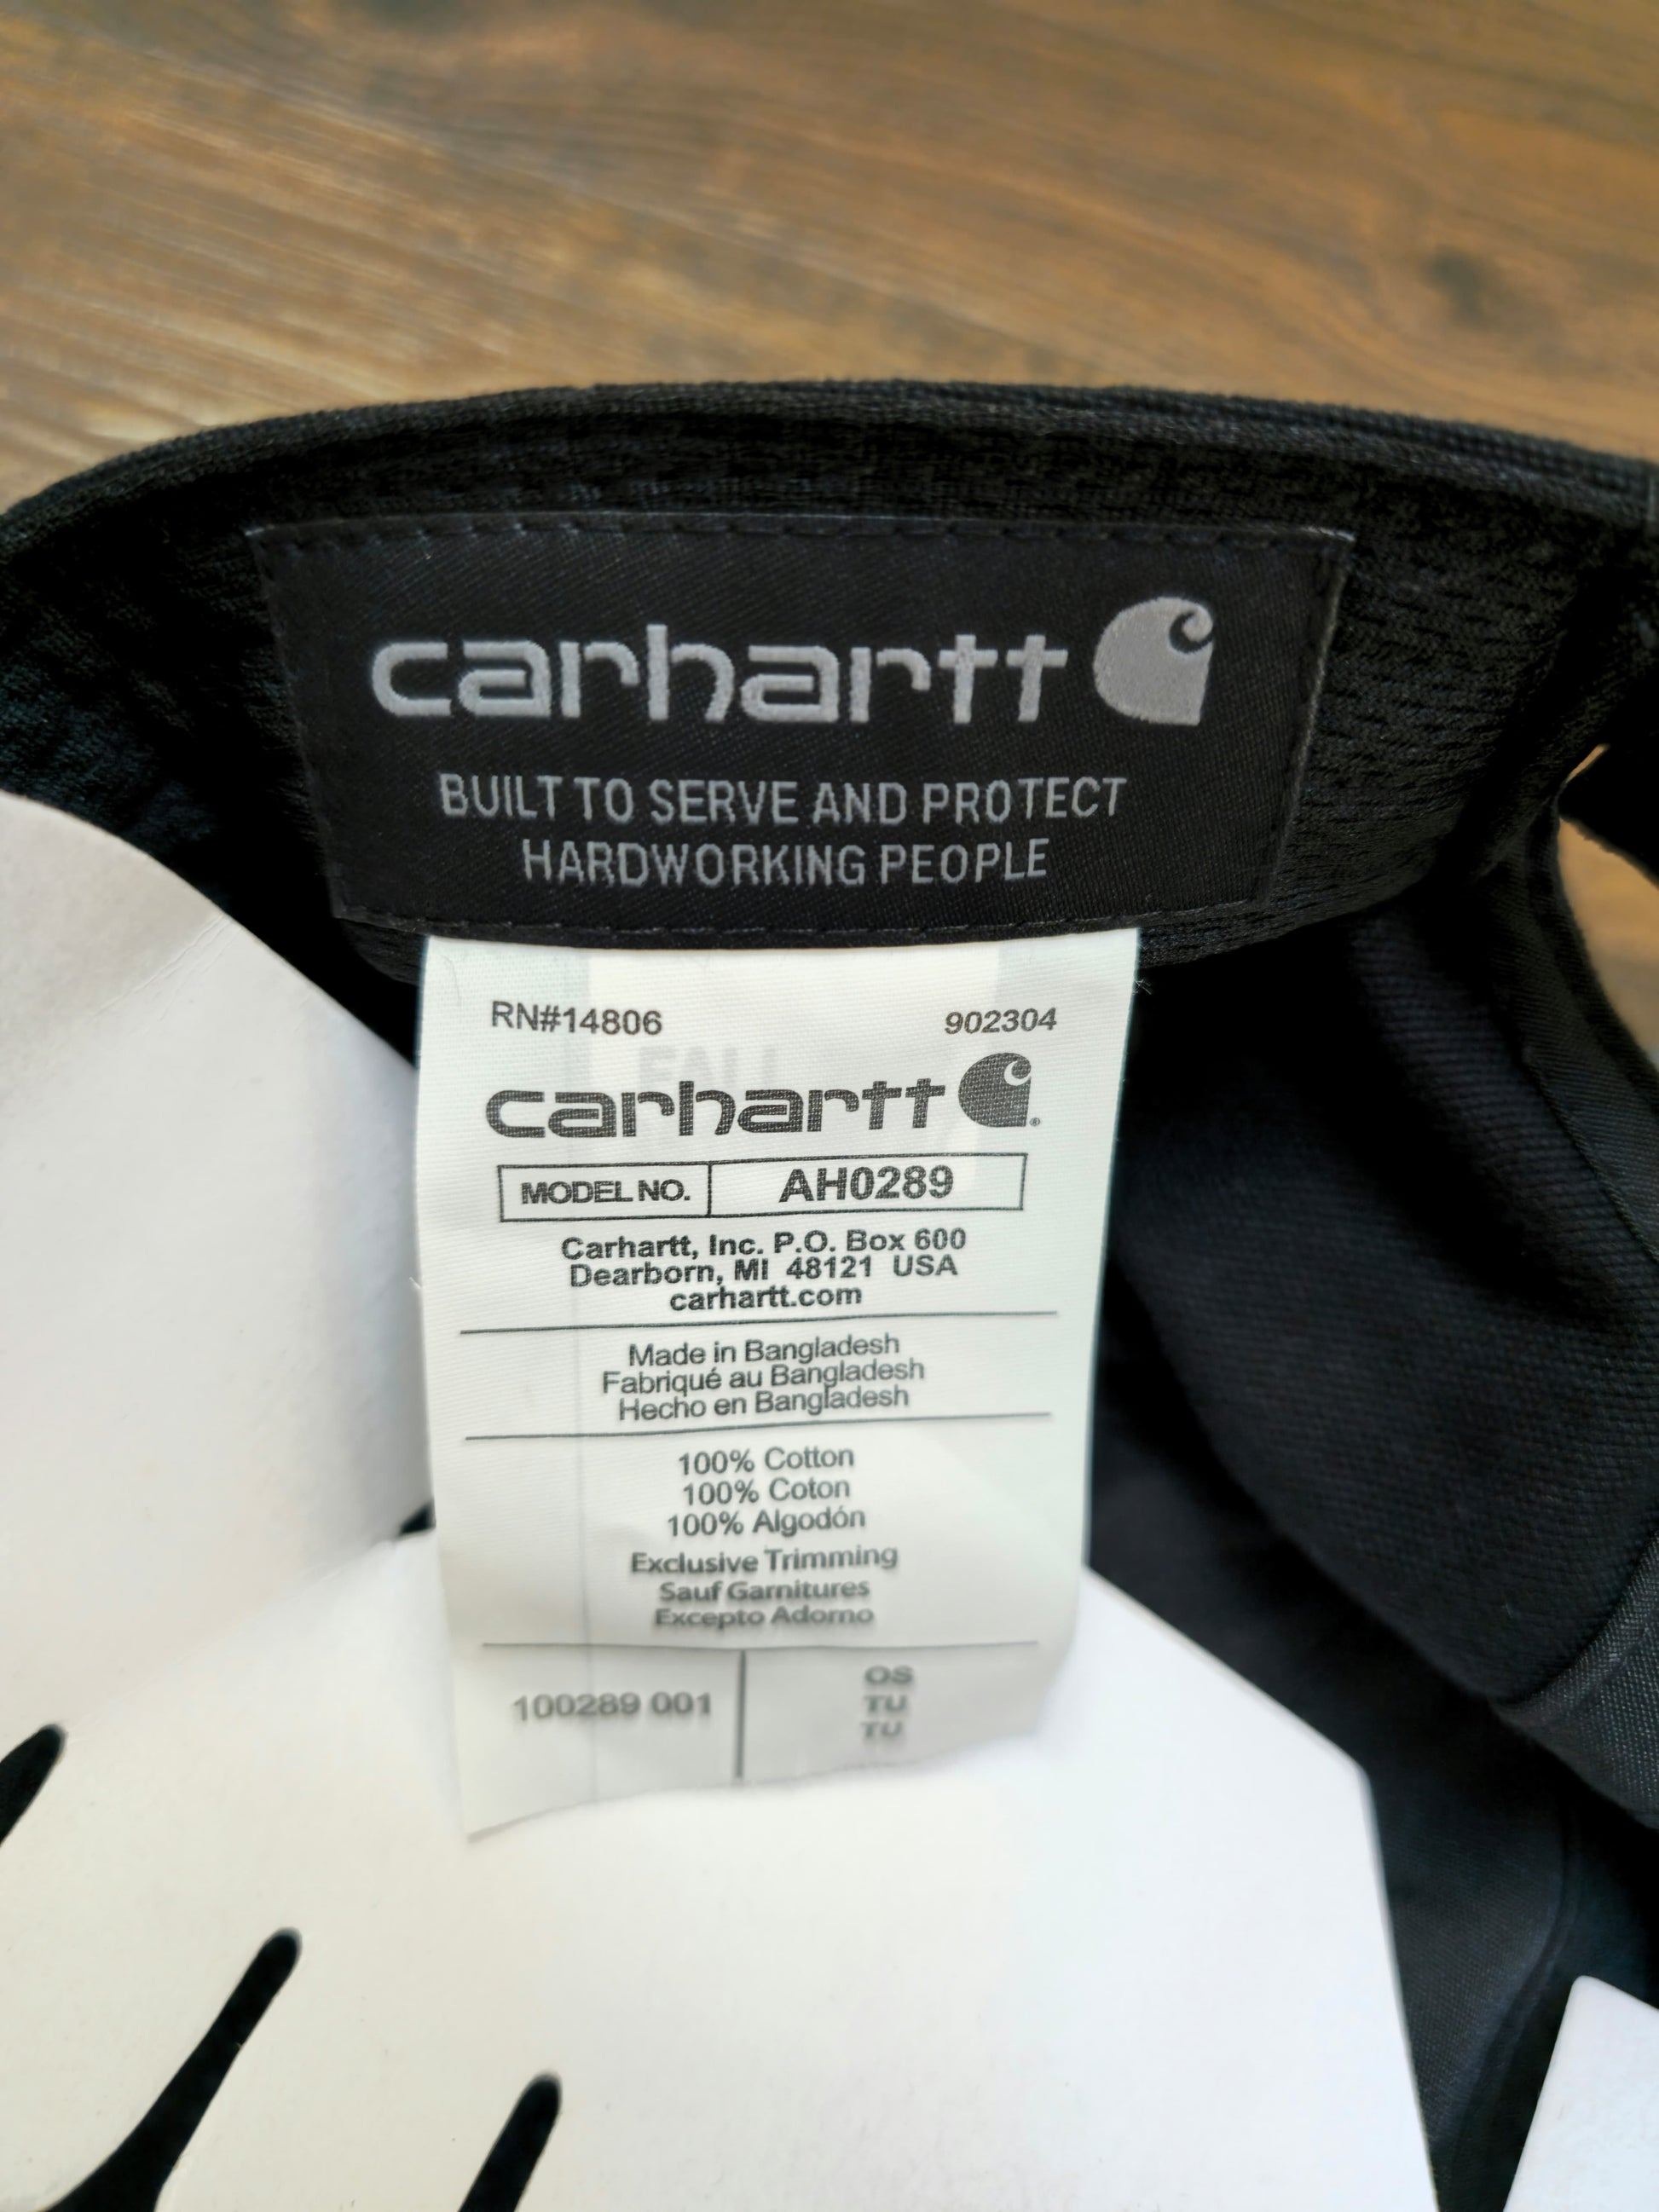 carhartt
BUILT TO SERVE AND PROTECT
HARDWORKING PEOPLE
RN#14806 902304
carhartt®
MODEL NO. AH0289
Carhartt, Inc. P.O. Box 600
Dearborn, MI 48121 USA
carhartt.com
Made in Bangladesh
Fabriqué au Bangladesh
Hecho en Bangladesh
100% Cotton
100% Coton
100% Algodón
Exclusive Trimming
Sauf Garnitures
Excepto Adorno
100289 001
OS
TU
TU